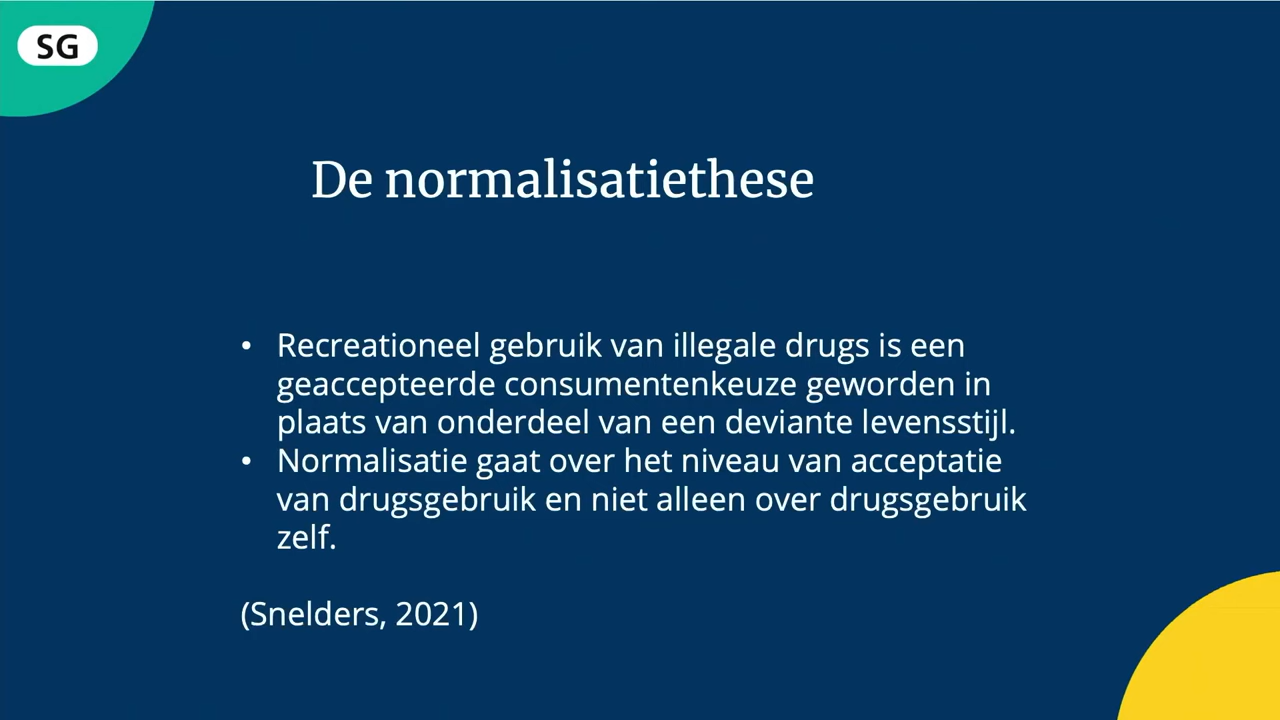 SG
De normalisatiethese
• Recreationeel gebruik van illegale drugs is een
geaccepteerde consumentenkeuze geworden in
plaats van onderdeel van een deviante levensstijl.
• Normalisatie gaat over het niveau van acceptatie
van drugsgebruik en niet alleen over drugsgebruik
zelf.
(Snelders, 2021)